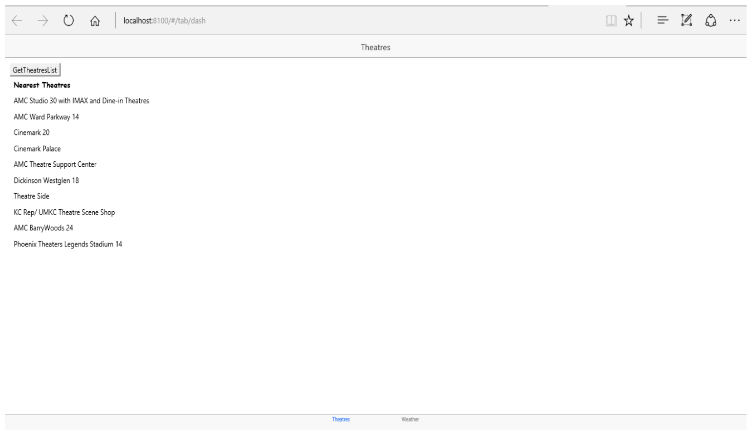 localhost:8100/#/tab/dash
Theatres
GetTheatresList
Nearest Theatres
AMC Studio 30 with IMAX and Dine-in Theatres
AMC Ward Parkway 14
Cinemark 20
Cinemark Palace
AMC Theatre Support Center
Dickinson Westglen 18
Theatre Side
KC Rep/ UMKC Theatre Scene Shop
AMC BarryWoods 24
Phoenix Theaters Legends Stadium 14
Theatres Weather